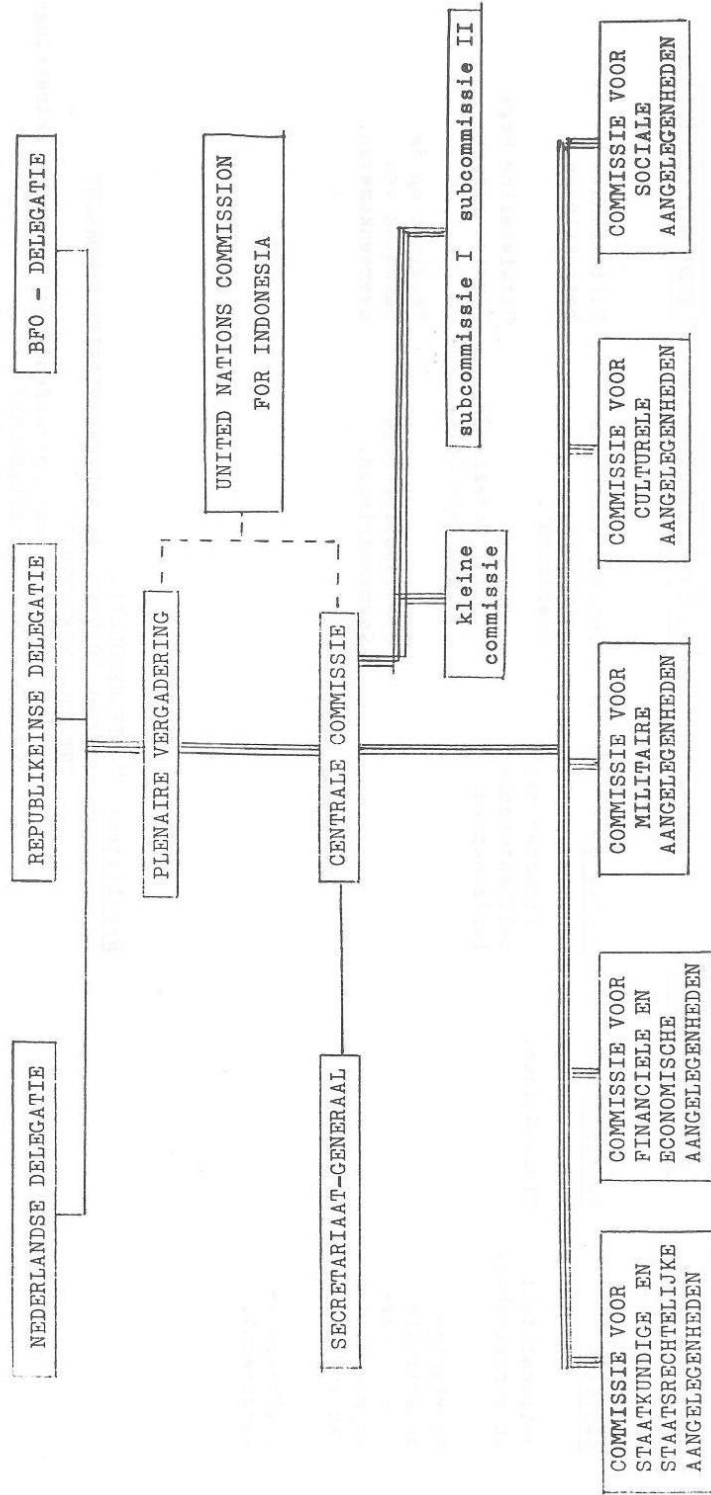 NEDERLANDSE DELEGATIE
REPUBLIKEINSE DELEGATIE
BFO - DELEGATIE
PLENAIRE VERGADERING
UNITED NATIONS COMMISSION
FOR INDONESIA
SECRETARIAAT-GENERAAL
CENTRALE COMMISSIE
kleine
commissie
subcommissie I subcommissie II
COMMISSIE VOOR
STAATKUNDIGE EN
STAATSRECHTELIJKE
AANGELEGENHEDEN
COMMISSIE VOOR
FINANCIELE EN
ECONOMISCHE
AANGELEGENHEDEN
COMMISSIE VOOR
MILITAIRE
AANGELEGENHEDEN
COMMISSIE VOOR
CULTURELE
AANGELEGENHEDEN
COMMISSIE VOOR
SOCIALE
AANGELEGENHEDEN